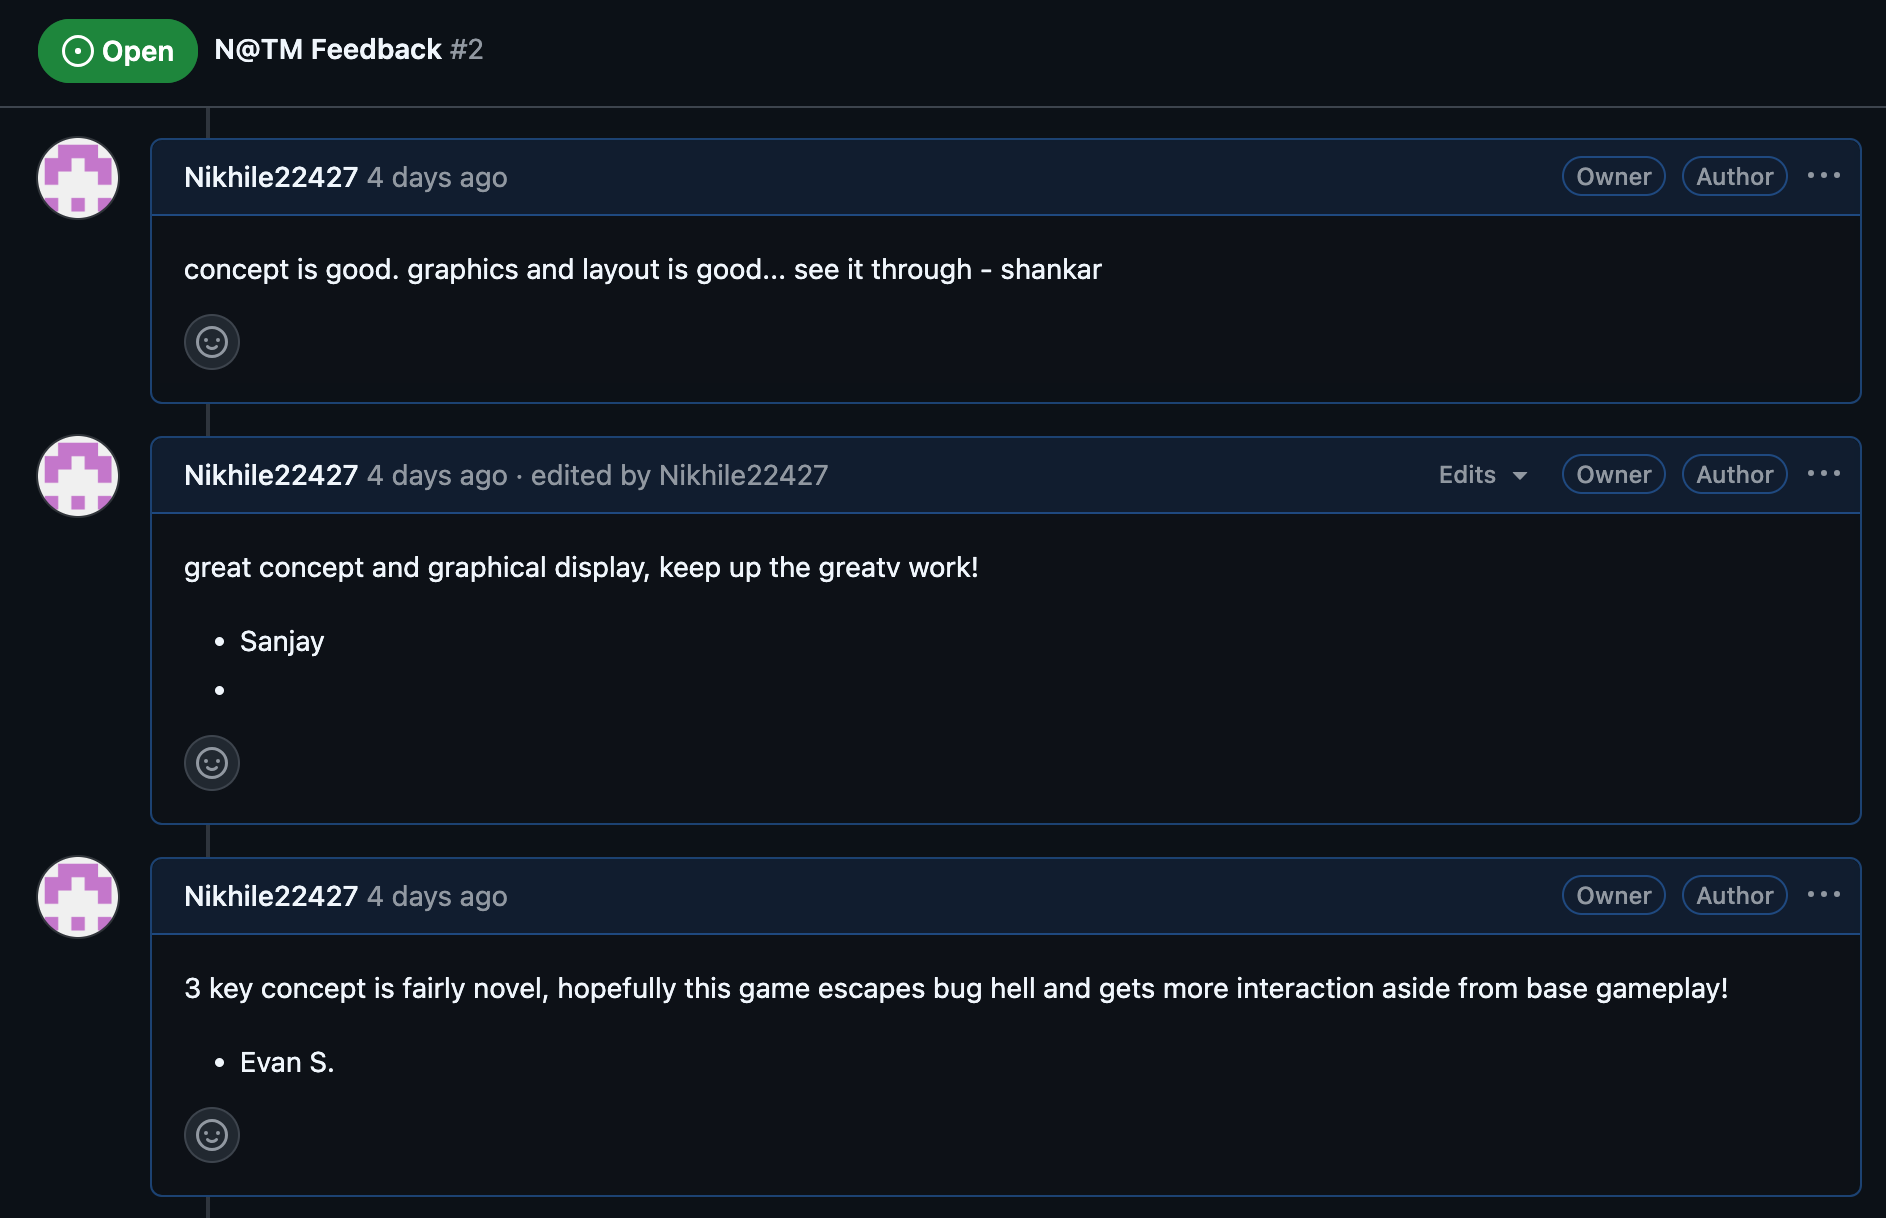 Open N@TM Feedback #2
Nikhile22427 4 days ago Owner Author
concept is good. graphics and layout is good... see it through - shankar
Nikhile22427 4 days ago · edited by Nikhile22427 Edits Owner Author
great concept and graphical display, keep up the greatv work!
• Sanjay
•
Nikhile22427 4 days ago Owner Author
3 key concept is fairly novel, hopefully this game escapes bug hell and gets more interaction aside from base gameplay!
• Evan S.